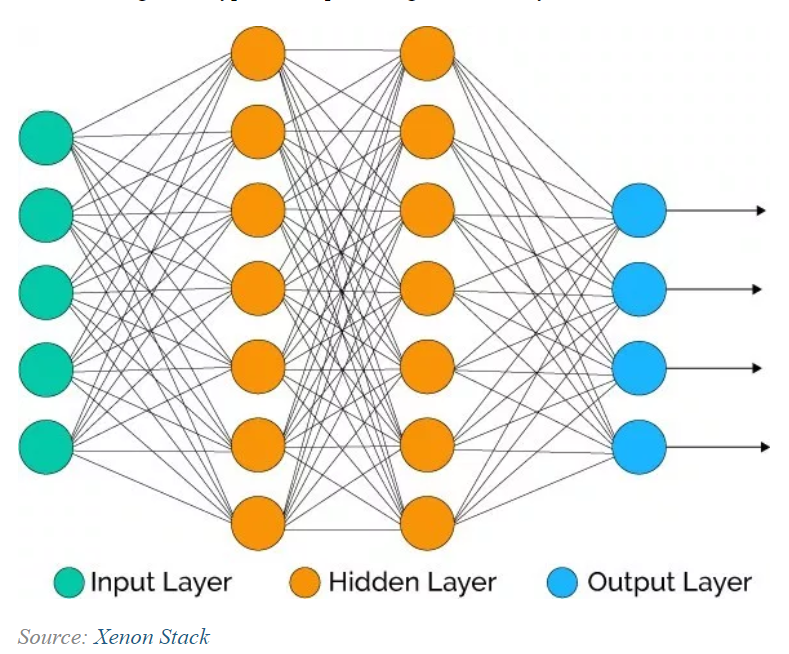 Input Layer
Hidden Layer
Output Layer
Source: Xenon Stack